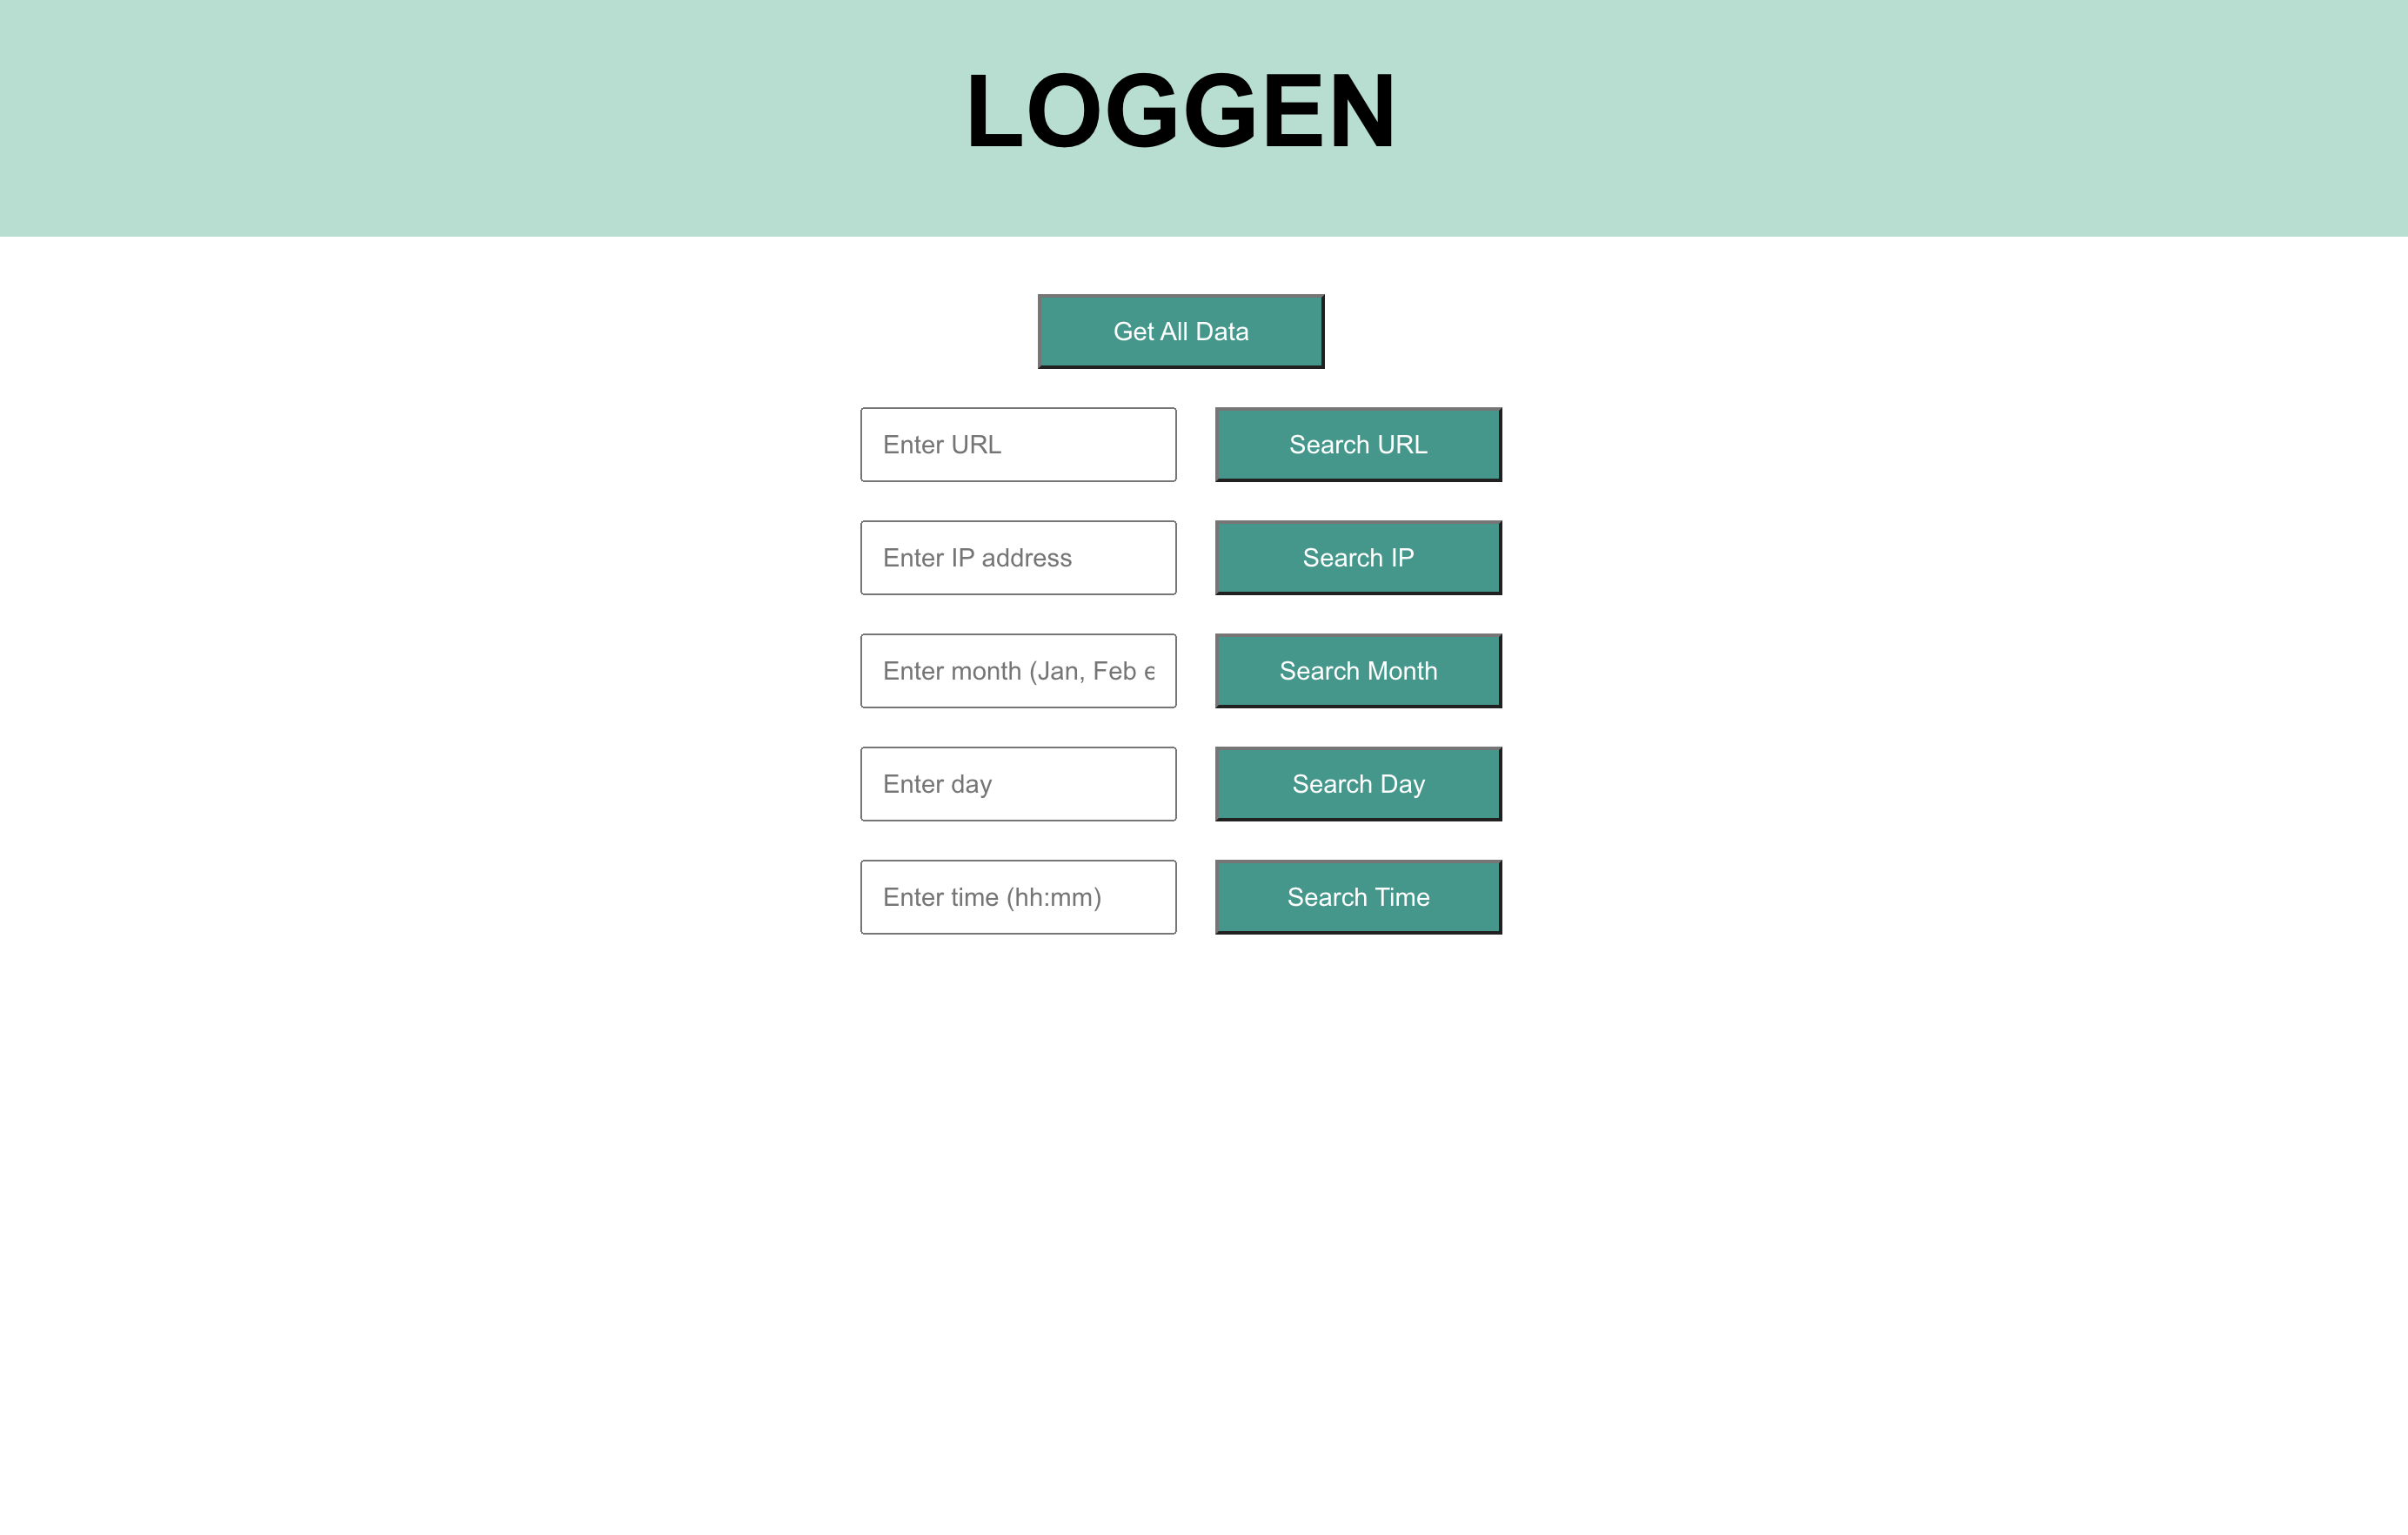 LOGGEN
Get All Data
Enter URL
Search URL
Enter IP address
Search IP
Enter month (Jan, Feb e
Search Month
Enter day
Search Day
Enter time (hh:mm)
Search Time